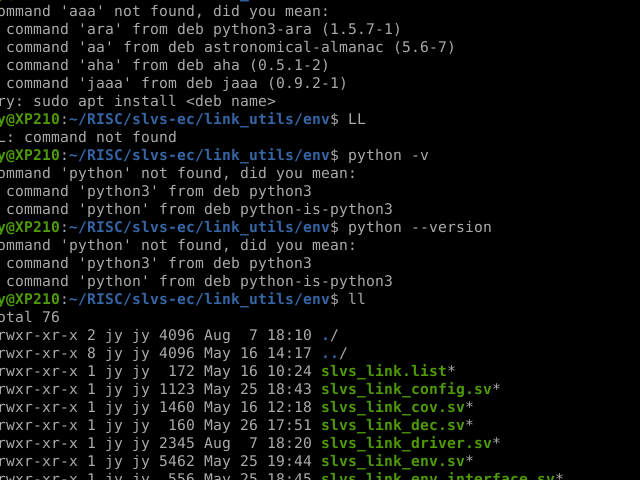 ommand 'aaa' not found, did you mean:
command 'ara' from deb python3-ara (1.5.7-1)
command 'aa' from deb astronomical-almanac (5.6-7)
command 'aha' from deb aha (0.5.1-2)
command 'jaaa' from deb jaaa (0.9.2-1)
ry: sudo apt install <deb name>
y@XP210:~/RISC/slvs-ec/link_utils/env$ LL
L: command not found
y@XP210:~/RISC/slvs-ec/link_utils/env$ python -v
ommand 'python' not found, did you mean:
command 'python3' from deb python3
command 'python' from deb python-is-python3
y@XP210:~/RISC/slvs-ec/link_utils/env$ python --version
ommand 'python' not found, did you mean:
command 'python3' from deb python3
command 'python' from deb python-is-python3
y@XP210:~/RISC/slvs-ec/link_utils/env$ ll
otal 76
rwxr-xr-x 2 jy jy 4096 Aug  7 18:10 ./
rwxr-xr-x 8 jy jy 4096 May 16 14:17 ../
rwxr-xr-x 1 jy jy  172 May 16 10:24 slvs_link.list*
rwxr-xr-x 1 jy jy 1123 May 25 18:43 slvs_link_config.sv*
rwxr-xr-x 1 jy jy 1460 May 16 12:18 slvs_link_cov.sv*
rwxr-xr-x 1 jy jy  160 May 26 17:51 slvs_link_dec.sv*
rwxr-xr-x 1 jy jy 2345 Aug  7 18:20 slvs_link_driver.sv*
rwxr-xr-x 1 jy jy 5462 May 25 19:44 slvs_link_env.sv*
rwxr-xr-x 1 jy jy  556 May 25 18:45 slvs_link_env_interface.sv*